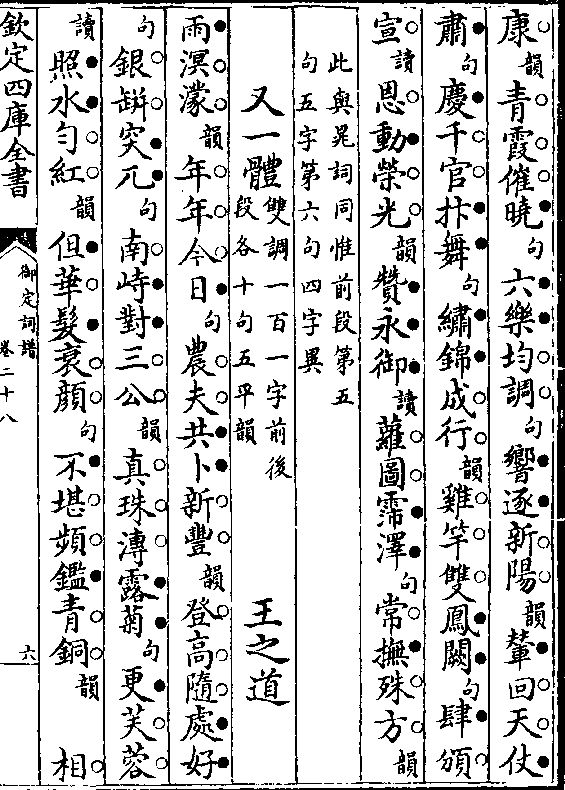 康韻青霞催曉句六樂均調句響逐新陽韻葦回天仗
肅句慶千官抃舞句繡錦成行韻雞竿雙鳳闕句肆頒
宣讀恩動榮光韻贊永御讀蘿圖霈澤句常撫殊方韻
此與晁詞同惟前段第五
句五字第六句四字異
又一體雙調一百一字前後
段各十句五平韻
王之道
雨溟濛韻年年今日句農夫共卜新豐韻登高隨處好
句銀缾突兀句南峙對三公韻真珠溥露菊句更芙蓉
讀照水勻紅韻但華髮衰顏句不堪頻鑑青銅韻相
欽定四庫全書
御定詞譜
卷二十八
六